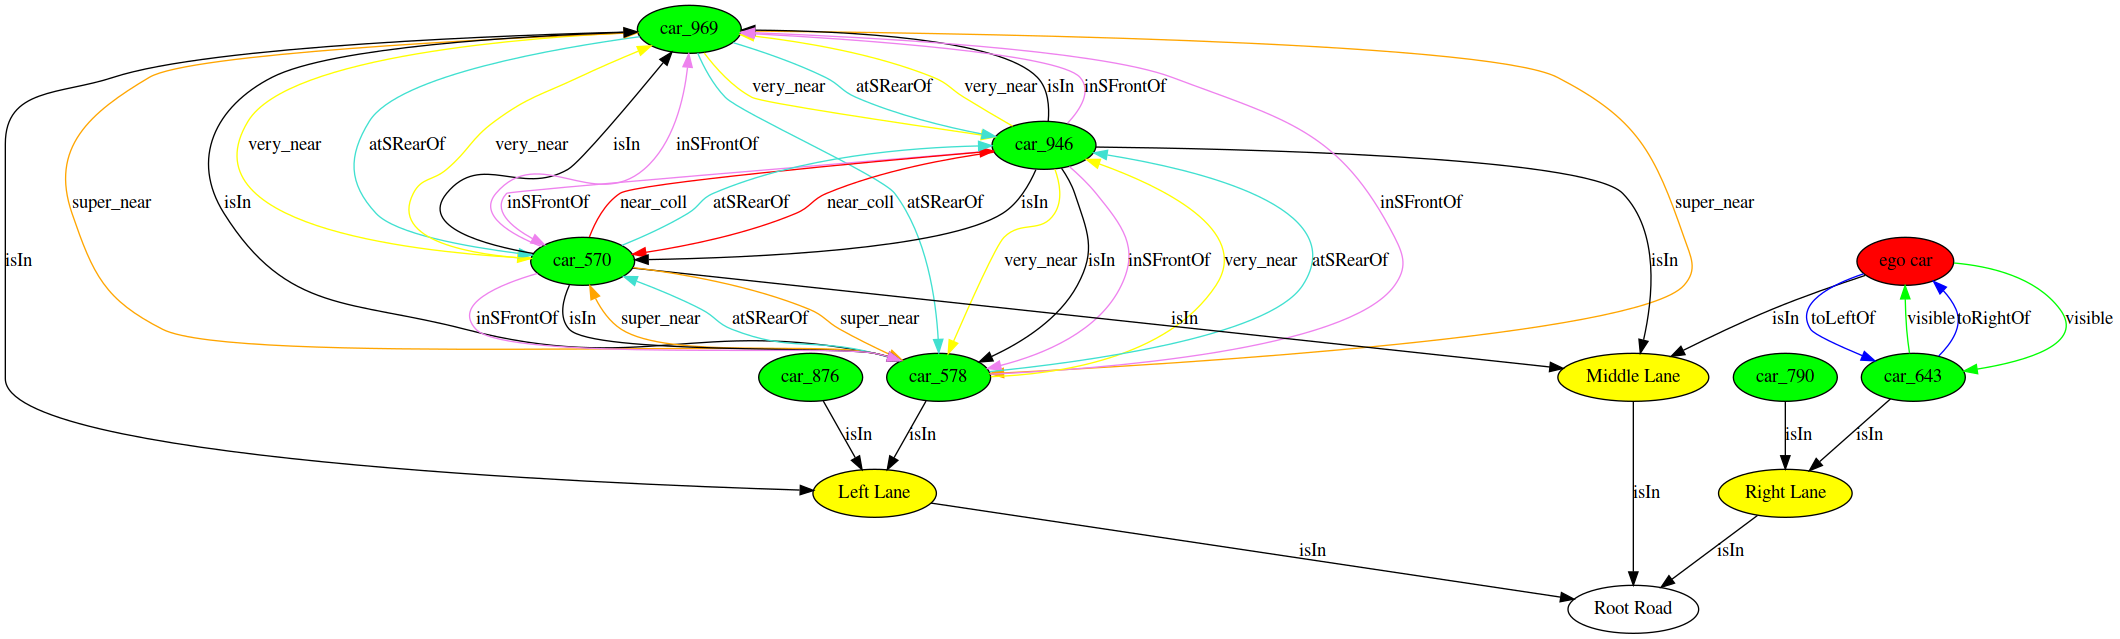 car_969
very_near
atSRearOf
very_near
isIn
inSFrontOf
car_946
very_near
atSRearOf
very_near
isIn
inSFrontOf
super_near
isIn
inSFrontOf
near_coll
atSRearOf
near_coll
atSRearOf
isIn
inSFrontOf
super_near
isIn
car_570
very_near
isIn
inSFrontOf
very_near
atSRearOf
isIn
ego car
inSFrontOf
isIn
super_near
atSRearOf
super_near
isIn
isIn
toLeftOf
visible
toRightOf
visible
car_876
car_578
Middle Lane
car_790
car_643
isIn
isIn
isIn
isIn
Left Lane
isIn
Right Lane
isIn
isIn
Root Road